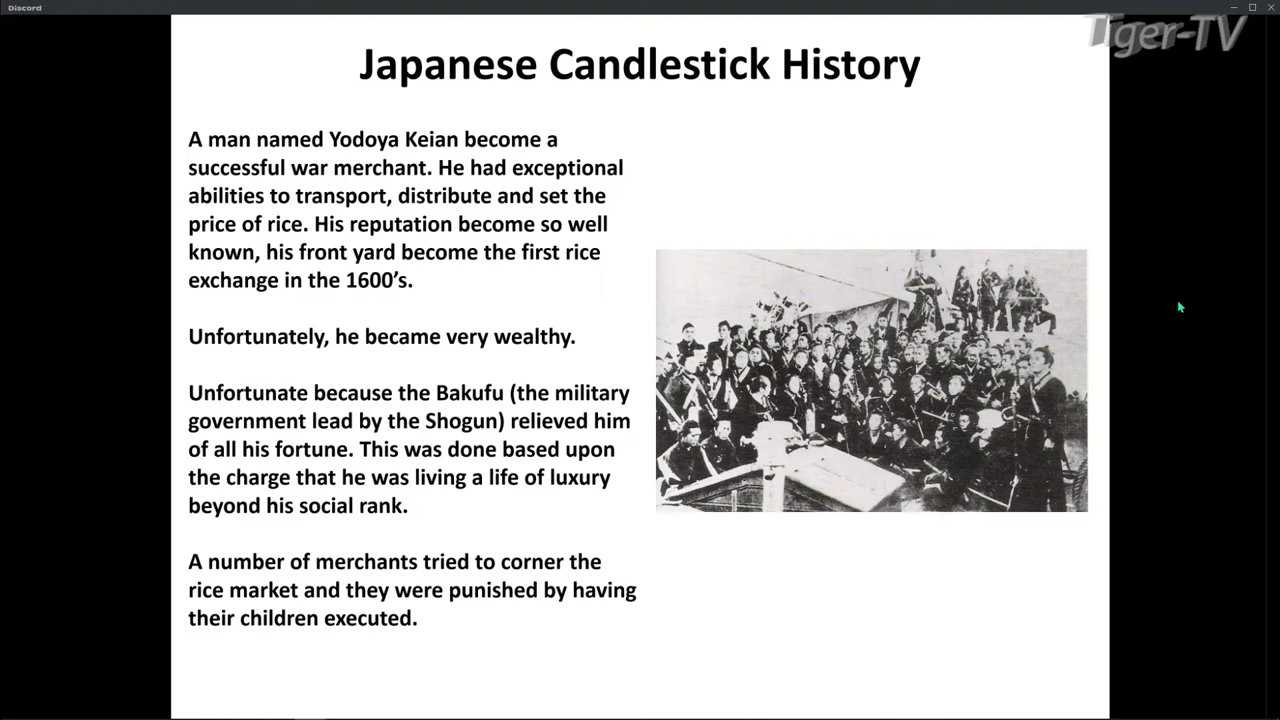 Discord
Tiger-TV
Japanese Candlestick History
A man named Yodoya Keian become a
successful war merchant. He had exceptional
abilities to transport, distribute and set the
price of rice. His reputation become so well
known, his front yard become the first rice
exchange in the 1600’s.
Unfortunately, he became very wealthy.
Unfortunate because the Bakufu (the military
government lead by the Shogun) relieved him
of all his fortune. This was done based upon
the charge that he was living a life of luxury
beyond his social rank.
A number of merchants tried to corner the
rice market and they were punished by having
their children executed.